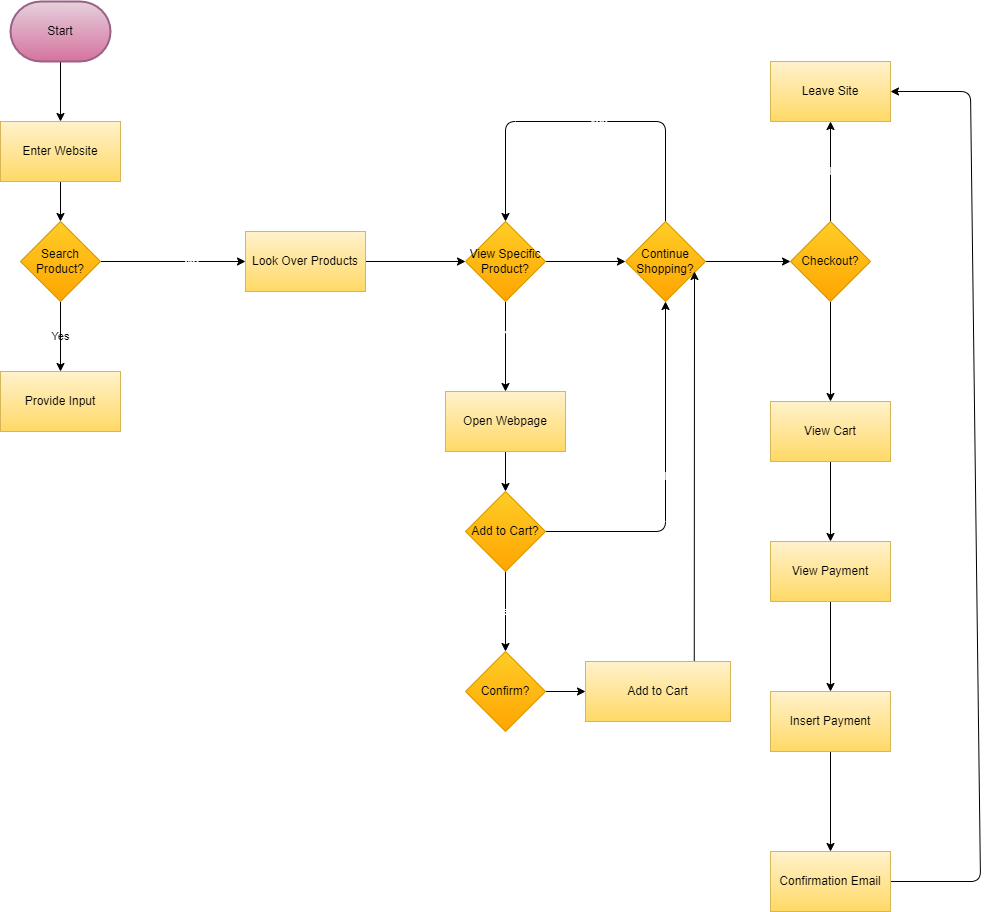 Start
Leave Site
Enter Website
Search
Product?
Look Over Products
View Specific
Product?
Continue
Shopping?
Checkout?
Yes
Provide Input
Open Webpage
View Cart
Add to Cart?
View Payment
Confirm?
Add to Cart
Insert Payment
Confirmation Email